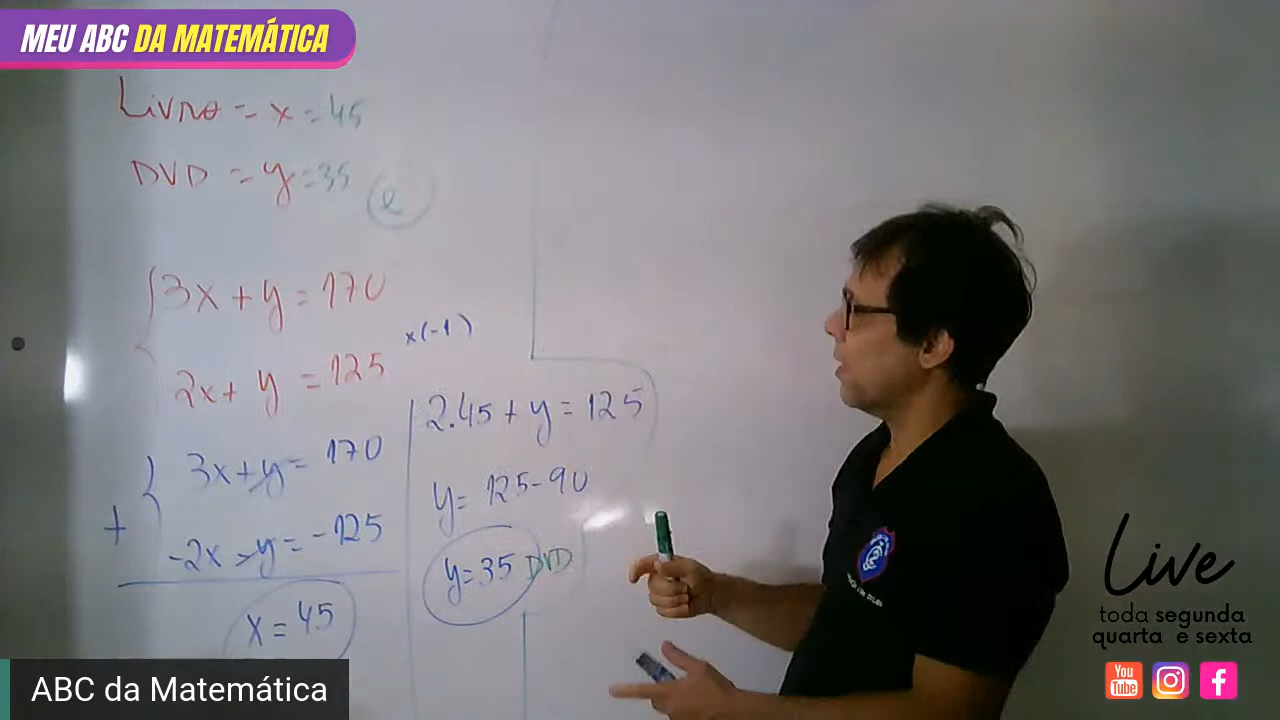 MEU ABC DA MATEMÁTICA
Livro = x = 45
DVD = y = 35
e
3x + y = 170
2x + y = 125
x(-1)
3x + y = 170
+
-2x - y = -125
x = 45
2.45 + y = 125
y = 125 - 90
y = 35 DVD
Live
toda segunda
quarta e sexta
You
Tube
ABC da Matemática